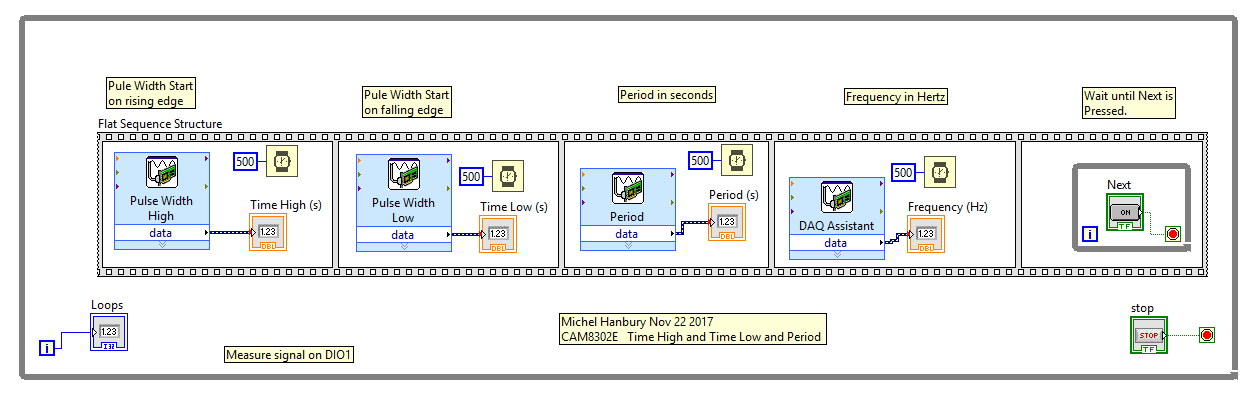 Pule Width Start
on rising edge
Pule Width Start
on falling edge
Period in seconds
Frequency in Hertz
Wait until Next is
Pressed.
Flat Sequence Structure
500
Pulse Width
High
data
Time High (s)
1.23
DBL
500
Pulse Width
Low
data
Time Low (s)
1.23
DBL
500
Period
data
Period (s)
1.23
DBL
500
DAQ Assistant
data
Frequency (Hz)
1.23
DBL
Next
ON
TF
i
Loops
1.23
I32
i
Measure signal on DIO1
Michel Hanbury Nov 22 2017
CAM8302E Time High and Time Low and Period
stop
STOP
TF